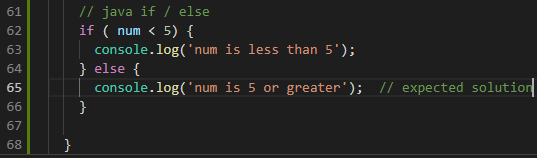 61 // java if / else
62 if ( num < 5) {
63 console.log('num is less than 5');
64 } else {
65 console.log('num is 5 or greater'); // expected solution
66 }
67
68 }